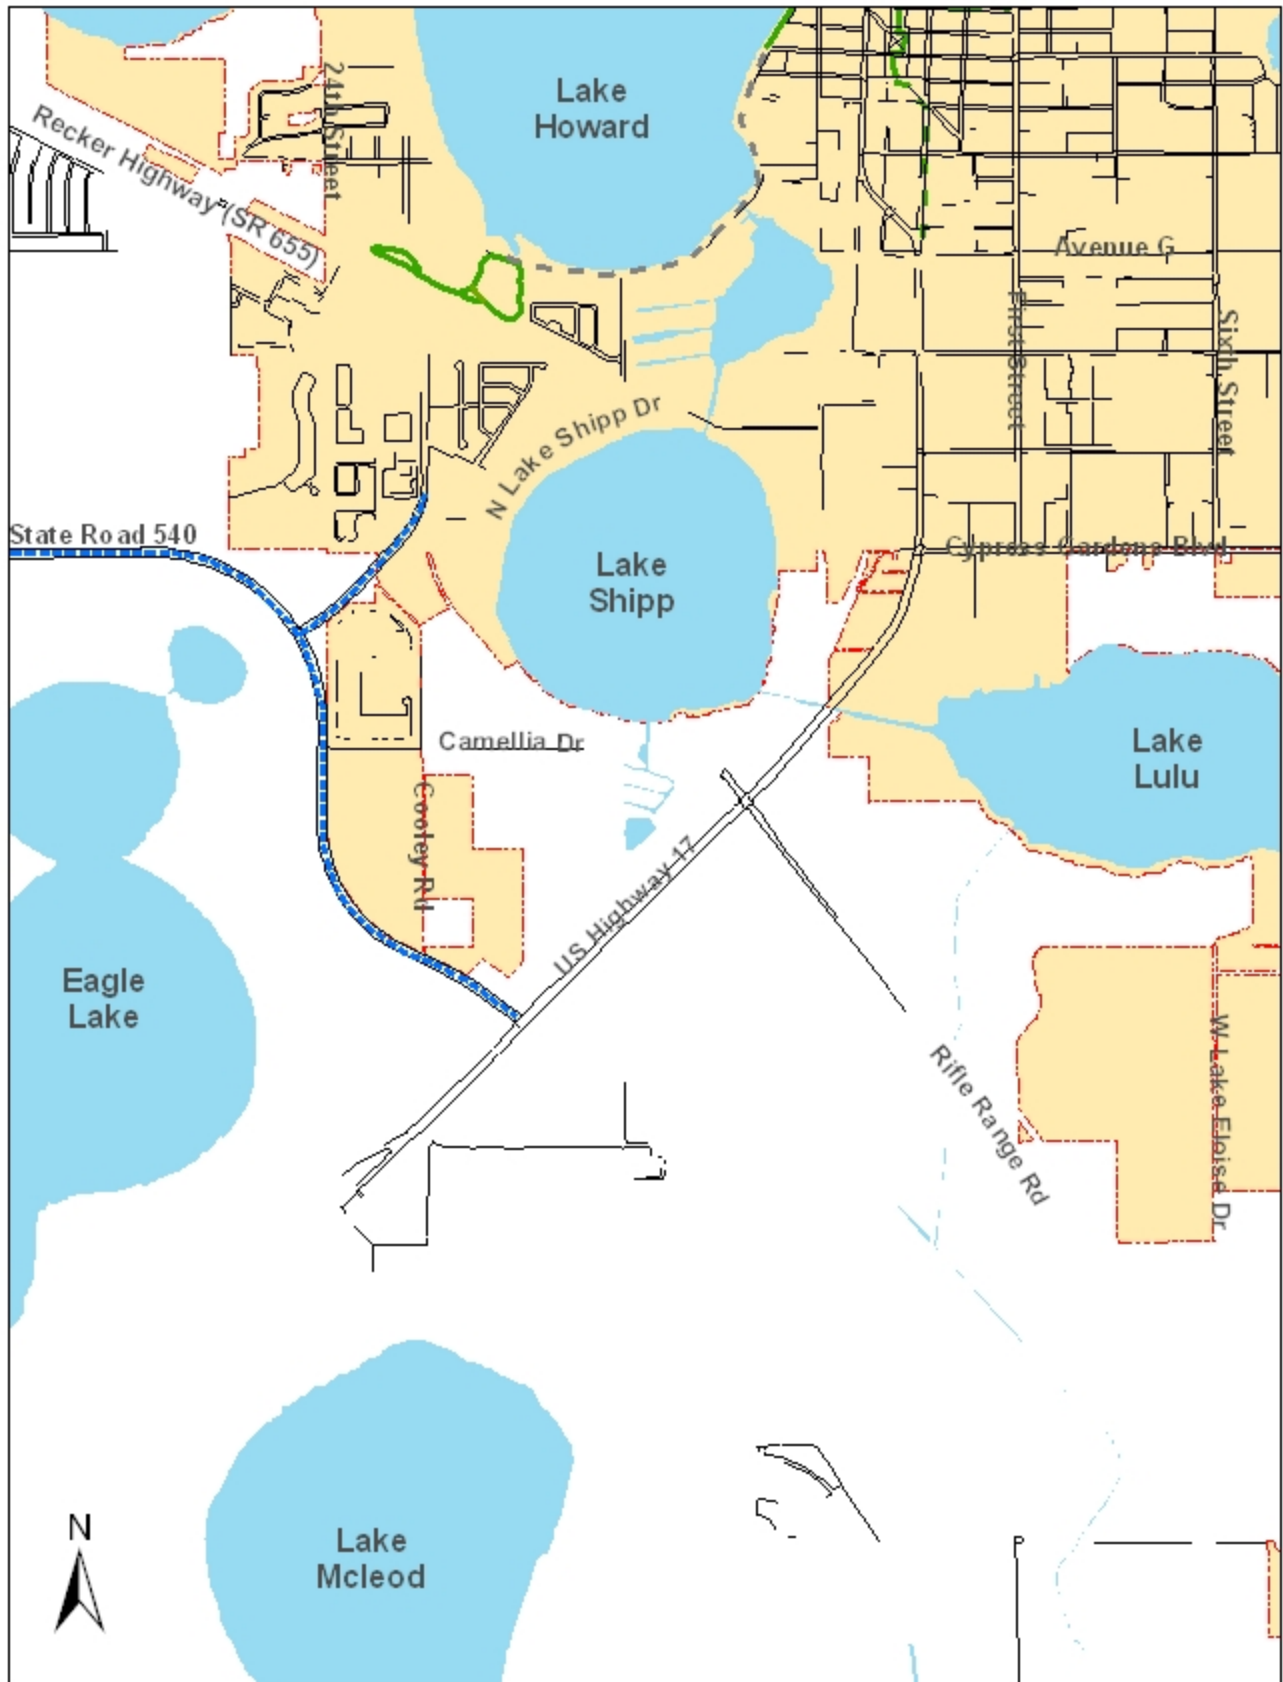 Lake
Howard
24th Street
Recker Highway (SR 655)
Avenue G
First Street
Sixth Street
N Lake Shipp Dr
State Road 540
Cypress Gardens Blvd
Lake
Shipp
Camellia Dr
Lake
Lulu
Cooley Rd
US Highway 17
Eagle
Lake
Rifle Range Rd
W Lake Eloise Dr
N
Lake
Mcleod